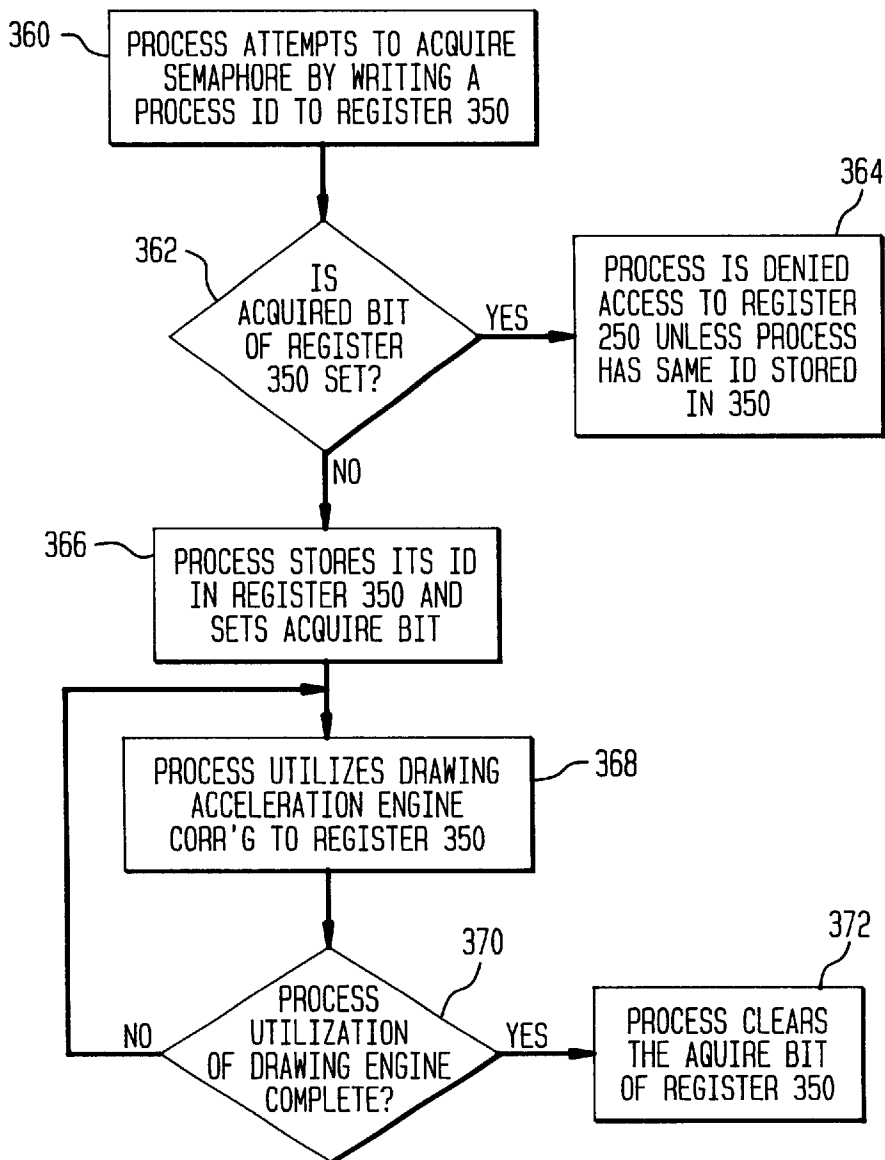 360
PROCESS ATTEMPTS TO ACQUIRE
SEMAPHORE BY WRITING A
PROCESS ID TO REGISTER 350
362
IS
ACQUIRED BIT
OF REGISTER
350 SET?
YES
364
PROCESS IS DENIED
ACCESS TO REGISTER
250 UNLESS PROCESS
HAS SAME ID STORED
IN 350
NO
366
PROCESS STORES ITS ID
IN REGISTER 350 AND
SETS ACQUIRE BIT
PROCESS UTILIZES DRAWING
ACCELERATION ENGINE
CORR'G TO REGISTER 350
368
370
PROCESS
UTILIZATION
OF DRAWING ENGINE
COMPLETE?
NO
YES
372
PROCESS CLEARS
THE AQUIRE BIT
OF REGISTER 350